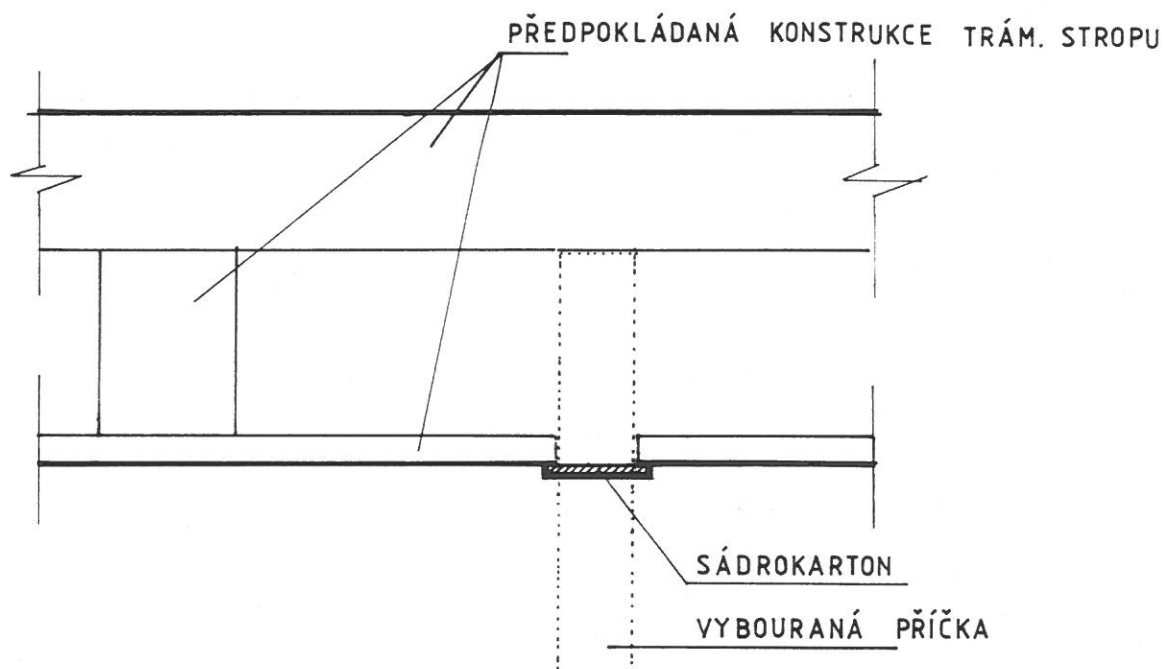 PŘEDPOKLÁDANÁ KONSTRUKCE TRÁM. STROPU
SÁDROKARTON
VYBOURANÁ PŘÍČKA